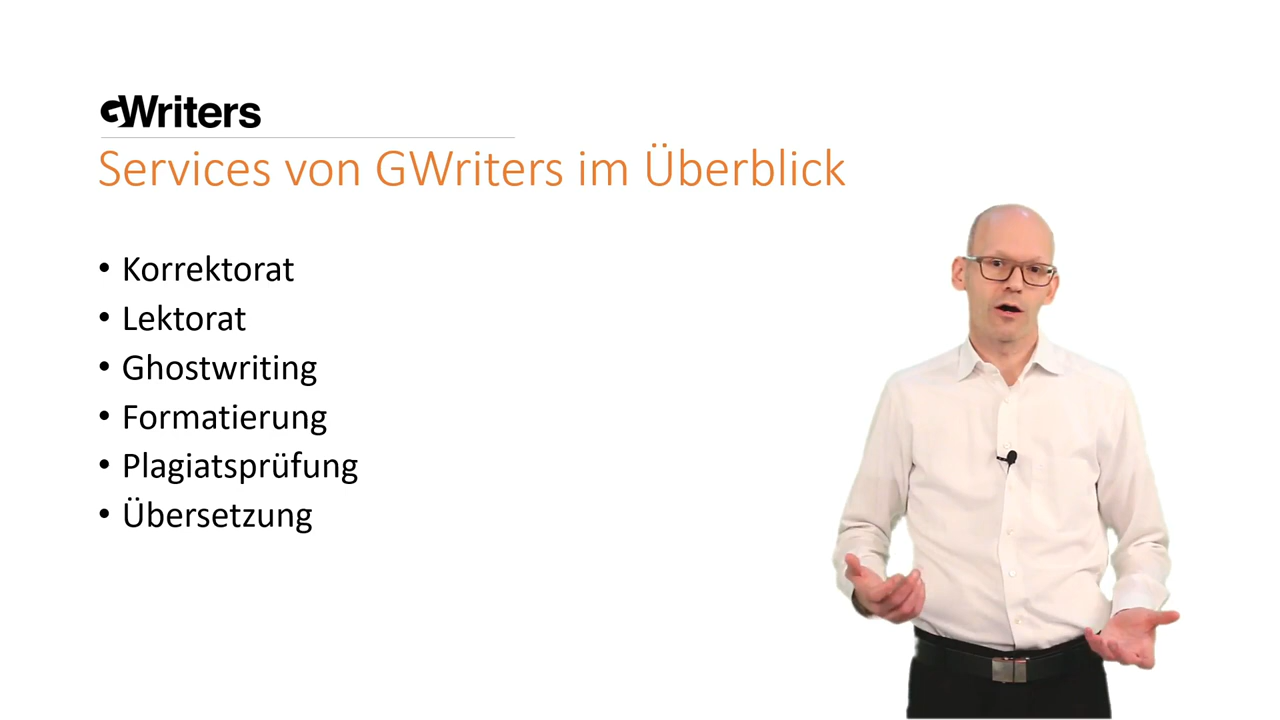 GWriters
Services von GWriters im Überblick
• Korrektorat
• Lektorat
• Ghostwriting
• Formatierung
• Plagiatsprüfung
• Übersetzung